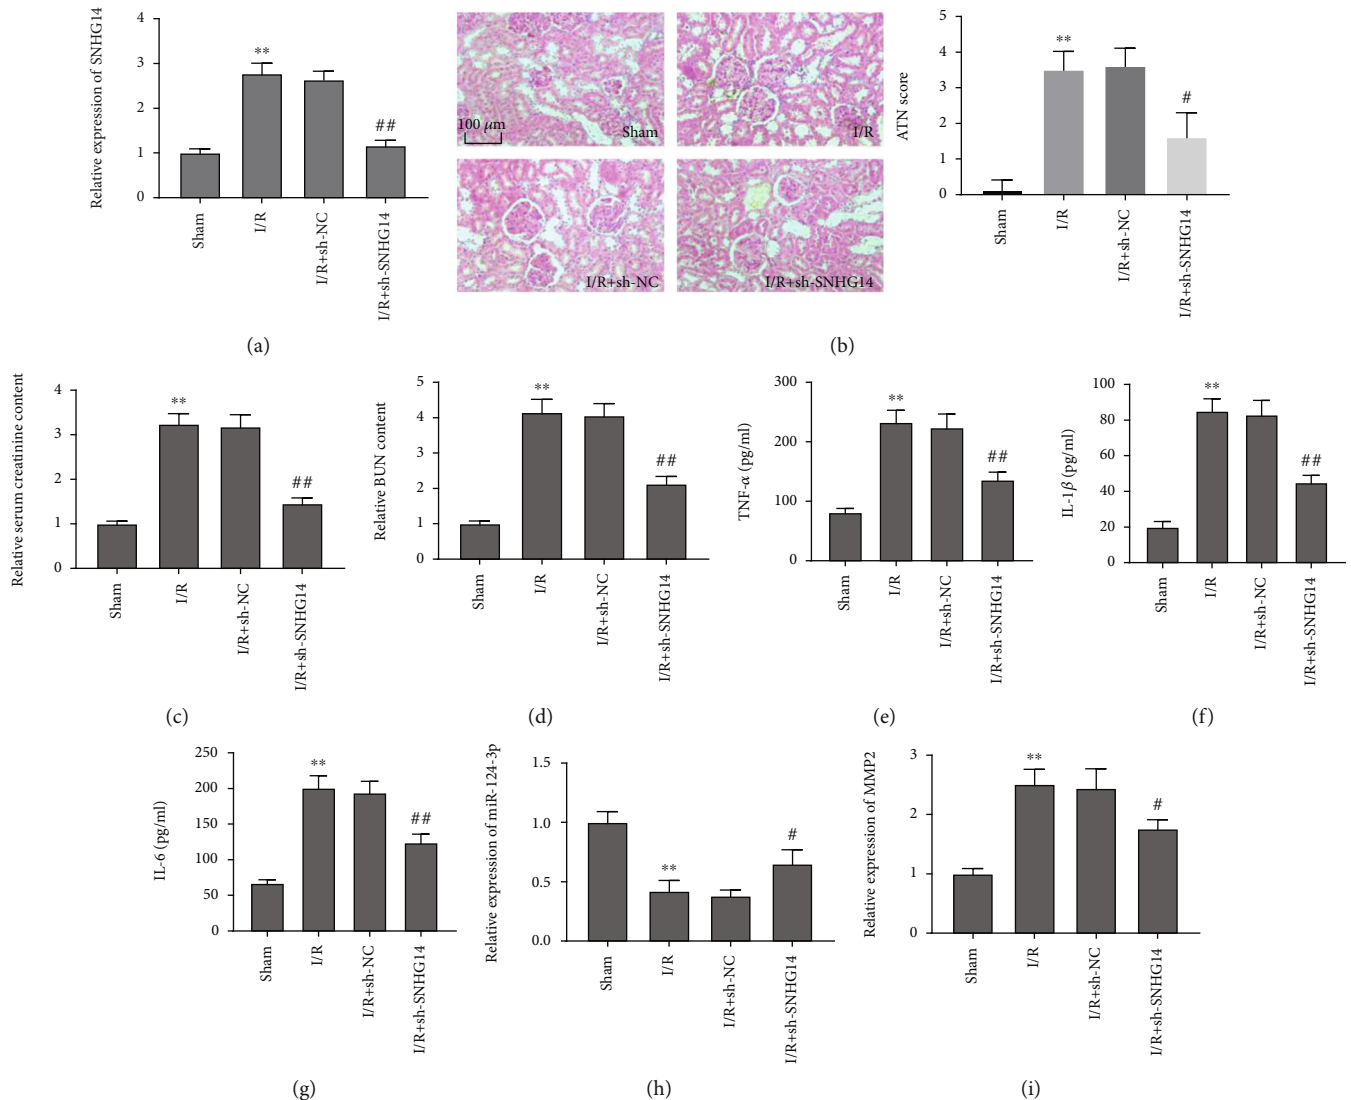 Relative expression of SNHG14
4
3
2
1
0
**
##
Sham
I/R
I/R+sh-NC
I/R+sh-SNHG14
(a)
100 μm
Sham
I/R
I/R+sh-NC
I/R+sh-SNHG14
ATN score
5
4
3
2
1
0
**
#
Sham
I/R
I/R+sh-NC
I/R+sh-SNHG14
(b)
Relative serum creatinine content
4
3
2
1
0
**
##
Sham
I/R
I/R+sh-NC
I/R+sh-SNHG14
(c)
Relative BUN content
5
4
3
2
1
0
**
##
Sham
I/R
I/R+sh-NC
I/R+sh-SNHG14
(d)
TNF-α (pg/ml)
300
200
100
0
**
##
Sham
I/R
I/R+sh-NC
I/R+sh-SNHG14
(e)
IL-1β (pg/ml)
100
80
60
40
20
0
**
##
Sham
I/R
I/R+sh-NC
I/R+sh-SNHG14
(f)
IL-6 (pg/ml)
250
200
150
100
50
0
**
##
Sham
I/R
I/R+sh-NC
I/R+sh-SNHG14
(g)
Relative expression of miR-124-3p
1.5
1.0
0.5
0.0
**
#
Sham
I/R
I/R+sh-NC
I/R+sh-SNHG14
(h)
Relative expression of MMP2
3
2
1
0
**
#
Sham
I/R
I/R+sh-NC
I/R+sh-SNHG14
(i)